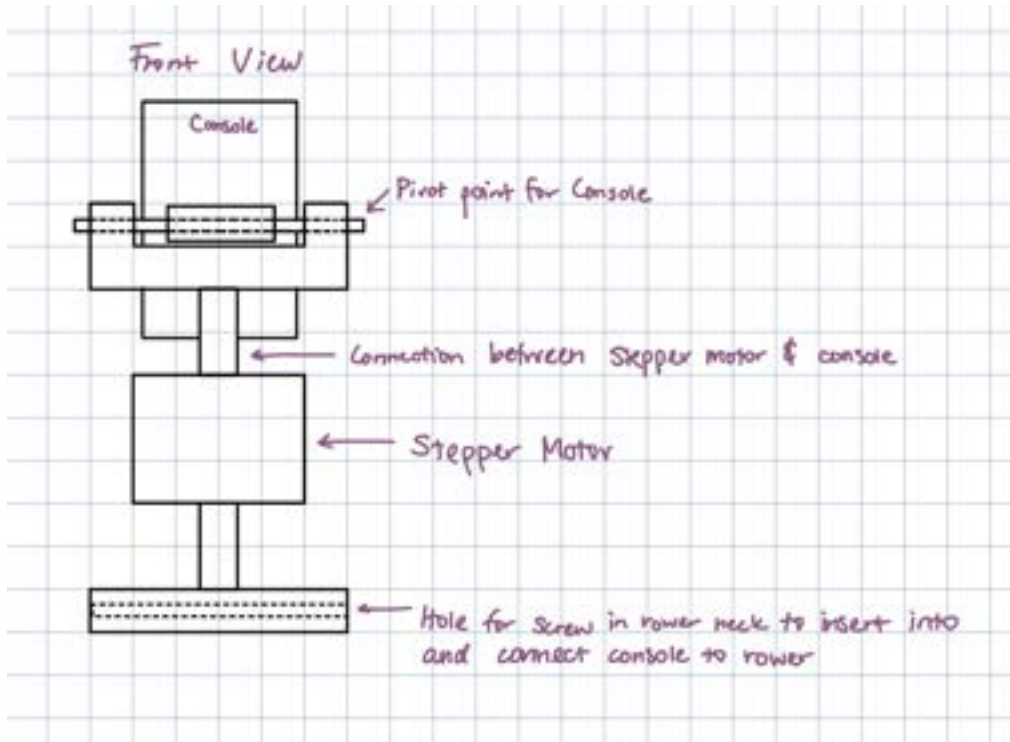 Front View
Console
Pivot point for Console
Connection between Stepper motor & console
Stepper Motor
Hole for screw in rower neck to insert into
and connect console to rower